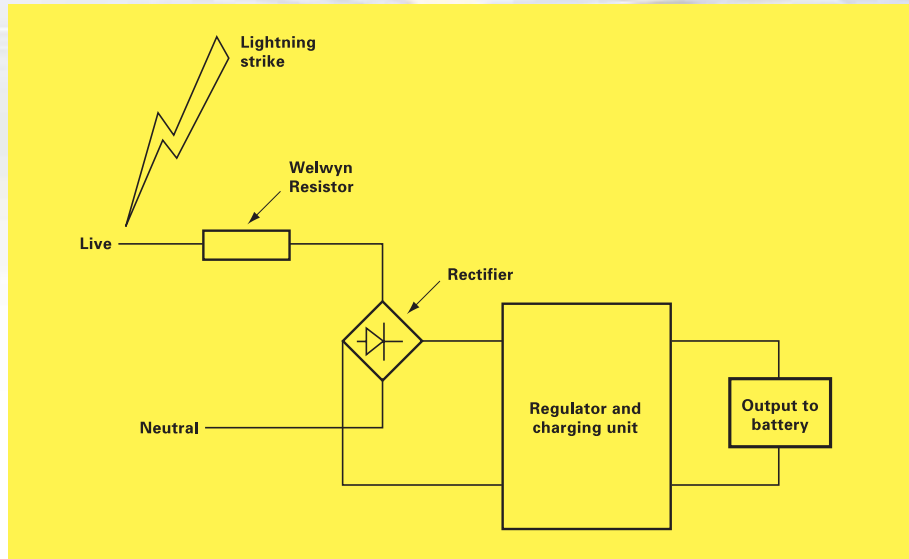 Lightning
strike
Welwyn
Resistor
Live
Rectifier
Neutral
Regulator and
charging unit
Output to
battery